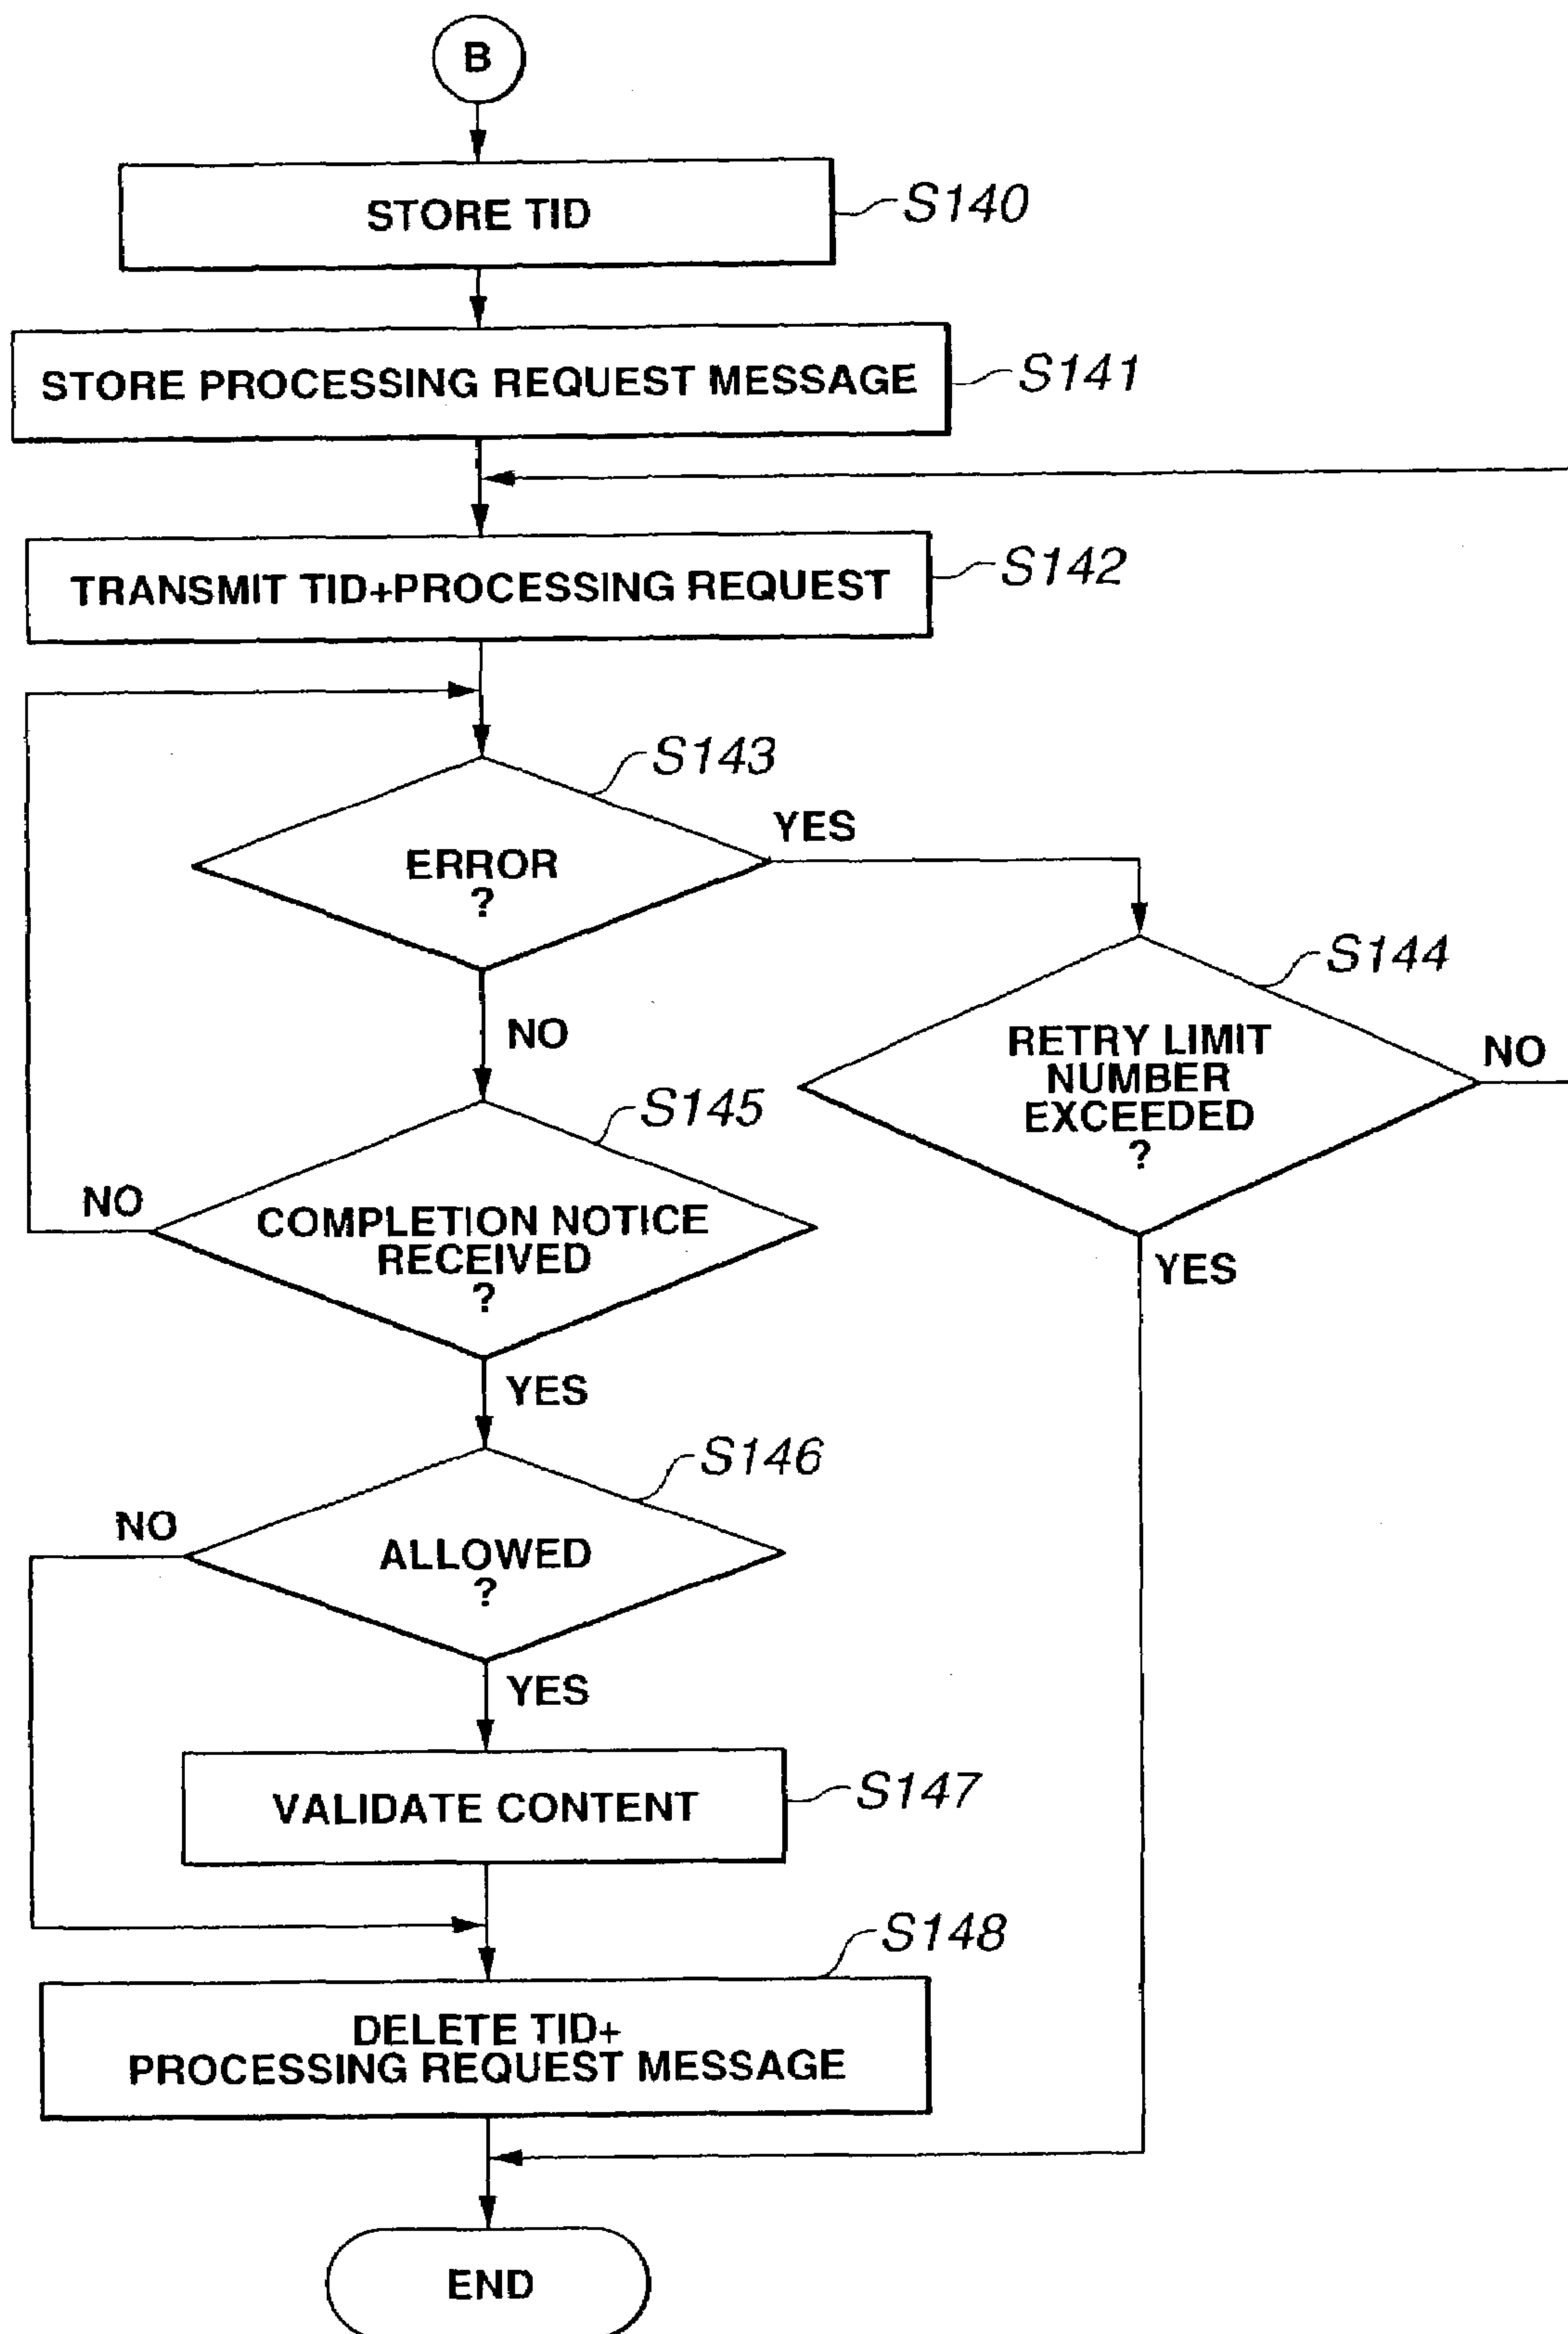 B
STORE TID
S140
STORE PROCESSING REQUEST MESSAGE
S141
TRANSMIT TID+PROCESSING REQUEST
S142
S143
ERROR
?
YES
NO
S144
RETRY LIMIT
NUMBER
EXCEEDED
?
NO
YES
S145
COMPLETION NOTICE
RECEIVED
?
NO
YES
S146
ALLOWED
?
NO
YES
VALIDATE CONTENT
S147
S148
DELETE TID+
PROCESSING REQUEST MESSAGE
END